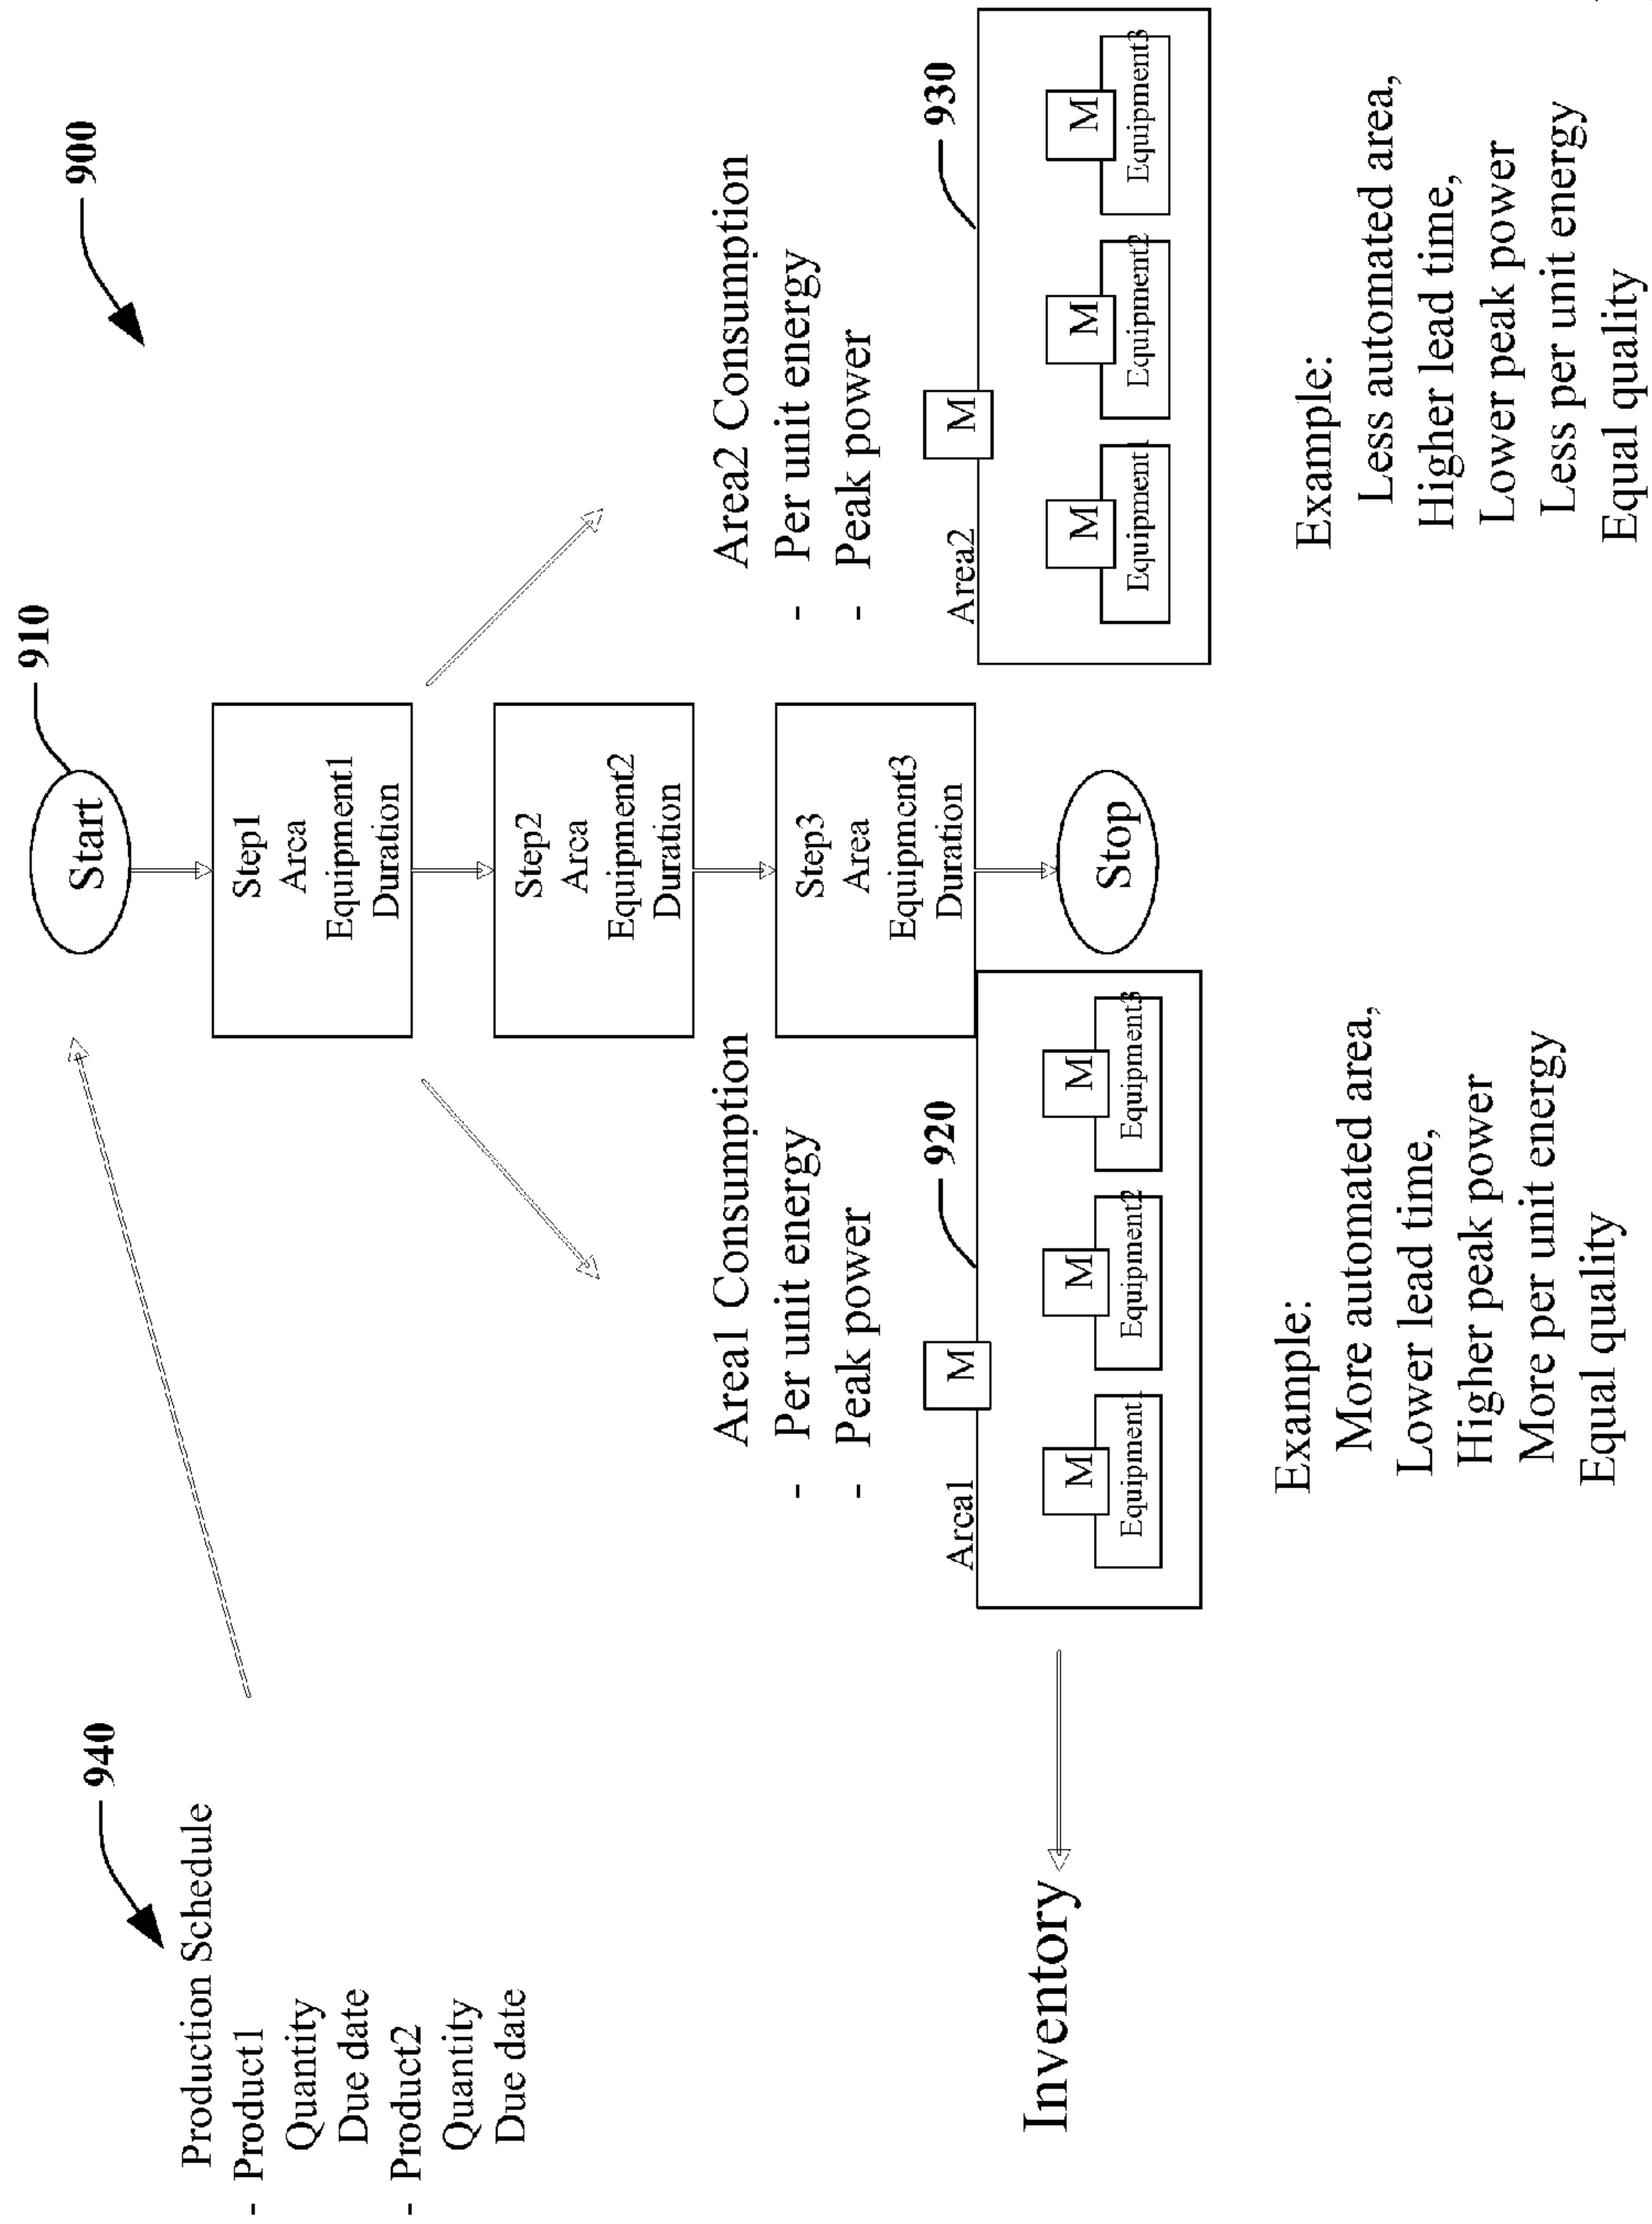 900
910
Start
940
Production Schedule
- Product1
Quantity
Due date
- Product2
Quantity
Due date
Step1
Area
Equipment1
Duration
Step2
Area
Equipment2
Duration
Step3
Area
Equipment3
Duration
Stop
Area1 Consumption
- Per unit energy
- Peak power
Area2 Consumption
- Per unit energy
- Peak power
Area1
M
920
M
M
M
Equipment1
Equipment2
Equipment3
Area2
M
930
M
M
M
Equipment1
Equipment2
Equipment3
Inventory
Example:
More automated area,
Lower lead time,
Higher peak power
More per unit energy
Equal quality
Example:
Less automated area,
Higher lead time,
Lower peak power
Less per unit energy
Equal quality